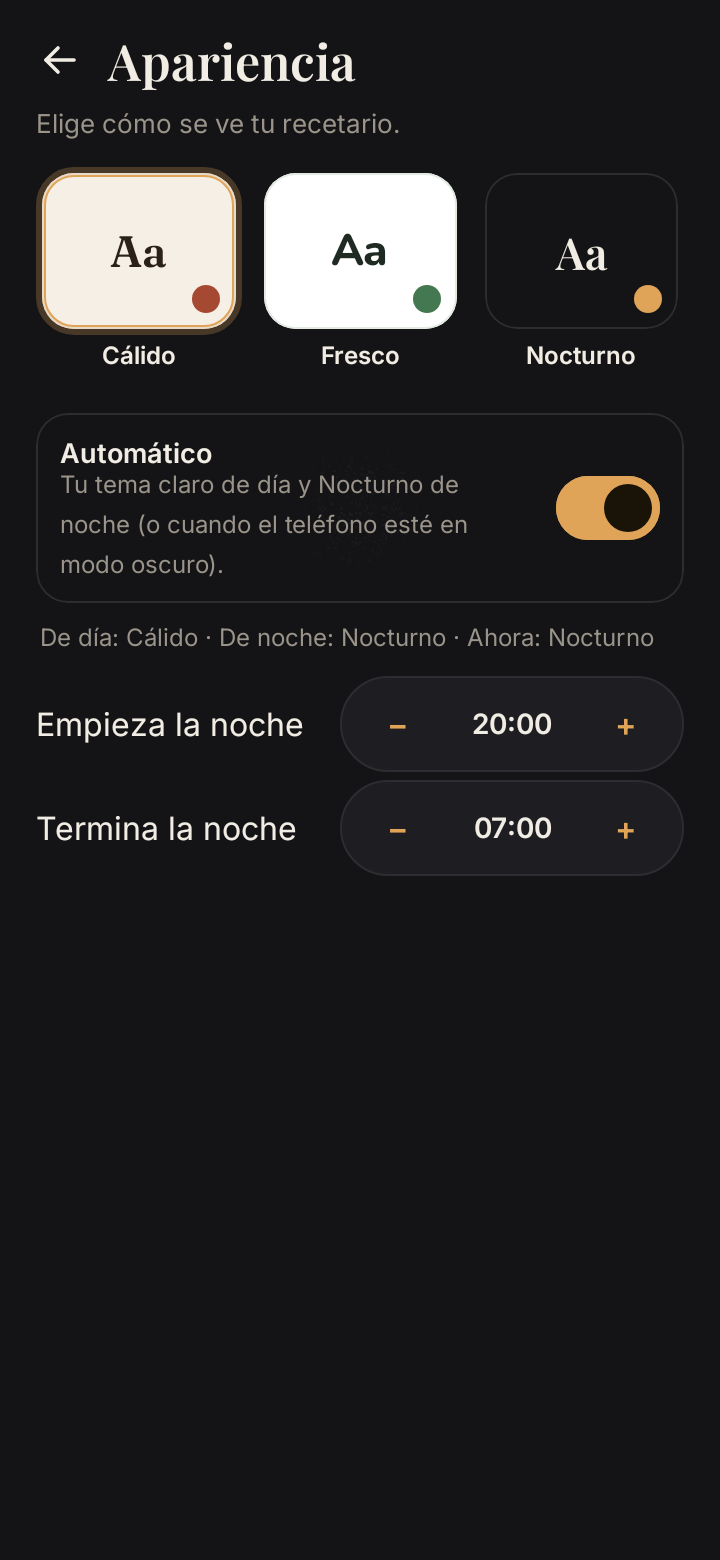 Apariencia
Elige cómo se ve tu recetario.
Aa
Aa
Aa
Cálido
Fresco
Nocturno
Automático
Tu tema claro de día y Nocturno de
noche (o cuando el teléfono esté en
modo oscuro).
De día: Cálido · De noche: Nocturno · Ahora: Nocturno
Empieza la noche
– 20:00 +
Termina la noche
– 07:00 +